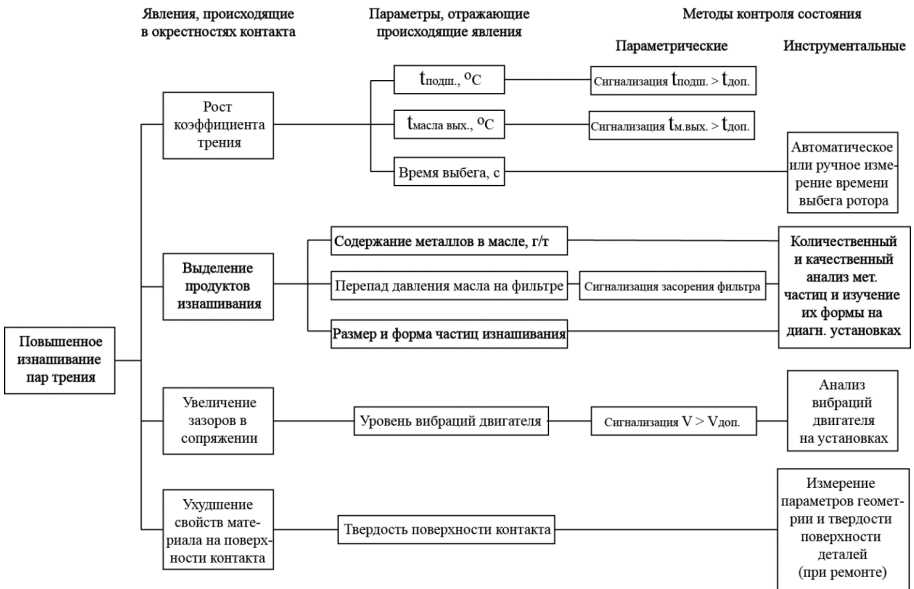 Явления, происходящие
в окрестностях контакта
Параметры, отражающие
происходящие явления
Методы контроля состояния
Параметрические
Инструментальные
Повышенное
изнашивание
пар трения
Рост
коэффициента
трения
tподш., °C
Сигнализация tподш. > tдоп.
tмасла вых., °C
Сигнализация tм.вых. > tдоп.
Время выбега, с
Автоматическое
или ручное изме-
рение времени
выбега ротора
Выделение
продуктов
изнашивания
Содержание металлов в масле, г/т
Перепад давления масла на фильтре
Сигнализация засорения фильтра
Размер и форма частиц изнашивания
Количественный
и качественный
анализ мет.
частиц и изучение
их формы на
диагн. установках
Увеличение
зазоров в
сопряжении
Уровень вибраций двигателя
Сигнализация V > Vдоп.
Анализ
вибраций
двигателя
на установках
Ухудшение
свойств мате-
риала на поверх-
ности контакта
Твердость поверхности контакта
Измерение
параметров геомет-
рии и твердости
поверхности
деталей
(при ремонте)